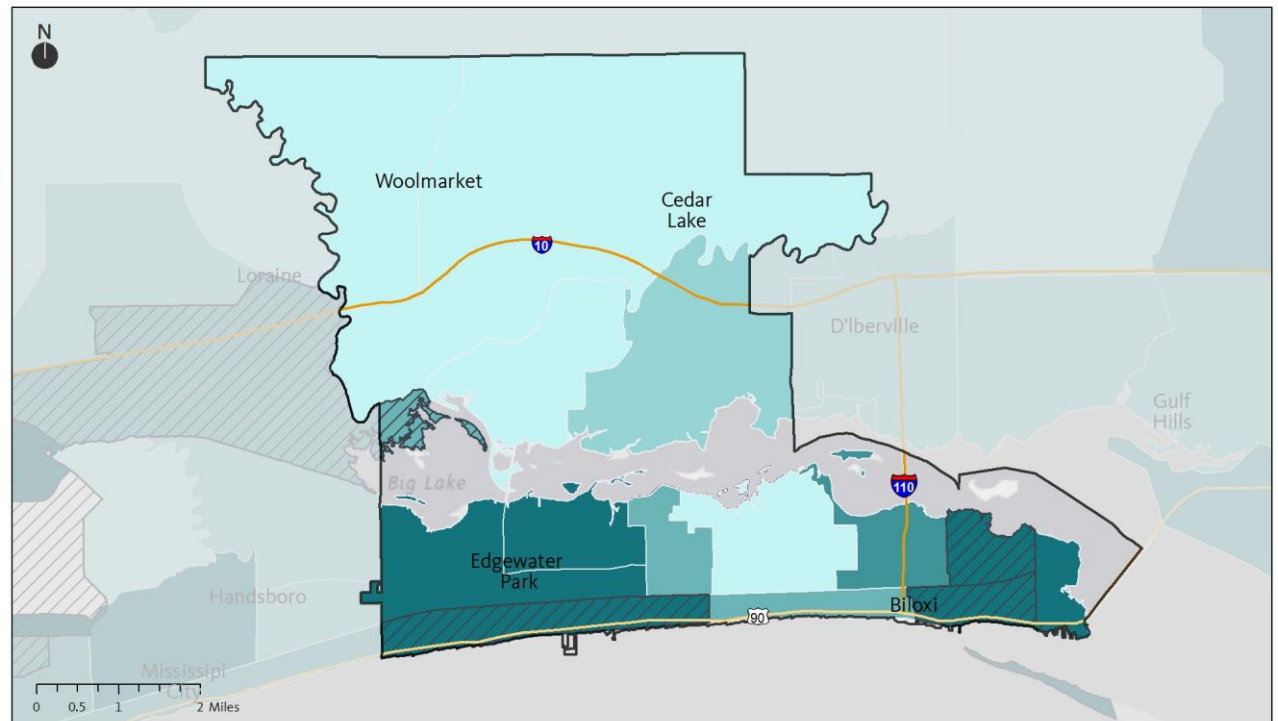 N
Woolmarket
Cedar
Lake
10
Loraine
D'Iberville
Gulf
Hills
Big Lake
110
Edgewater
Park
Handsboro
Biloxi
90
Mississippi
City
0 0.5 1 2 Miles